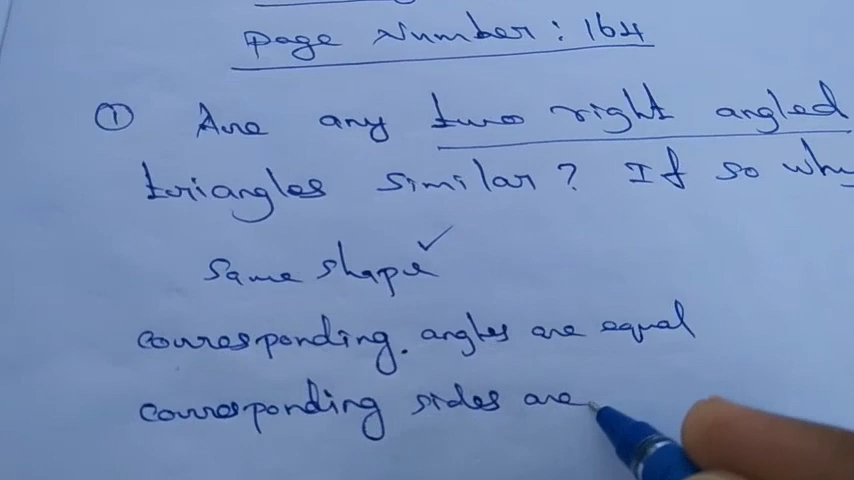 Page Number: 164
① Are any two right angled
triangles similar? If so why
Same shape ✓
corresponding. angles are equal
corresponding sides are